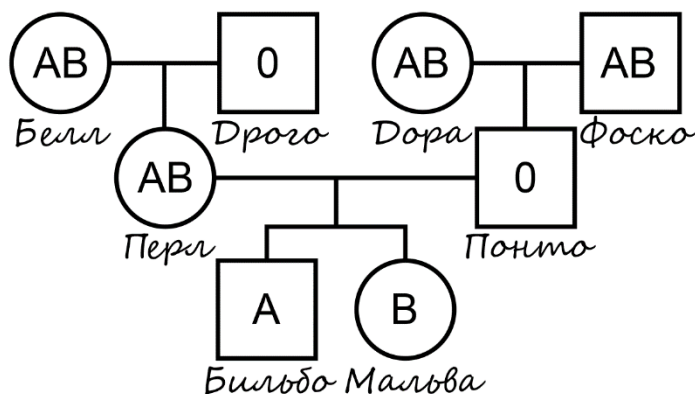 AB 0 AB AB
Белл Дрого Дора Фоско
AB 0
Перл Понто
A B
Бильбо Мальва